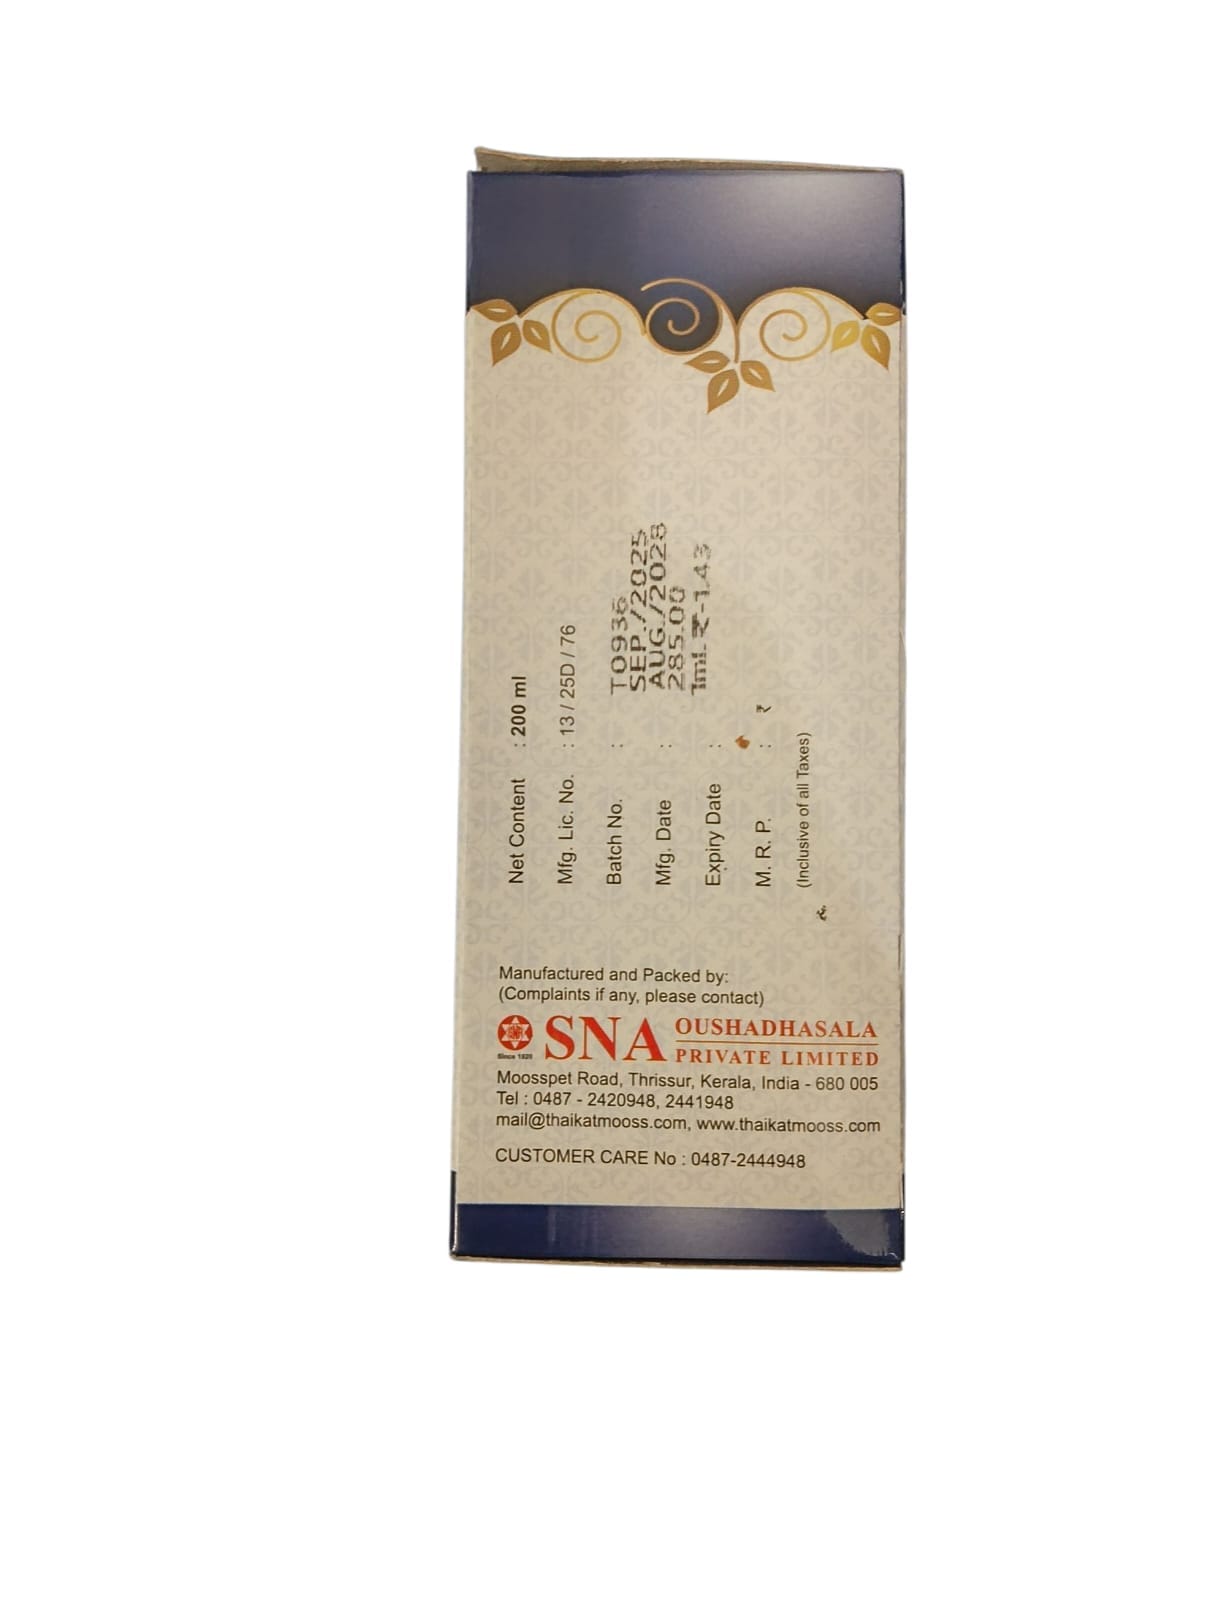 Net Content : 200 ml
Mfg. Lic. No. : 13 / 25D / 76
Batch No. :
Mfg. Date :
Expiry Date :
M. R. P. : ₹
(Inclusive of all Taxes)
T0936
SEP./2025
AUG./2028
285.00
1ml. ₹-1.43
Manufactured and Packed by:
(Complaints if any, please contact)
Since 1920
SNA OUSHADHASALA
PRIVATE LIMITED
Moosspet Road, Thrissur, Kerala, India - 680 005
Tel : 0487 - 2420948, 2441948
mail@thaikatmooss.com, www.thaikatmooss.com
CUSTOMER CARE No : 0487-2444948